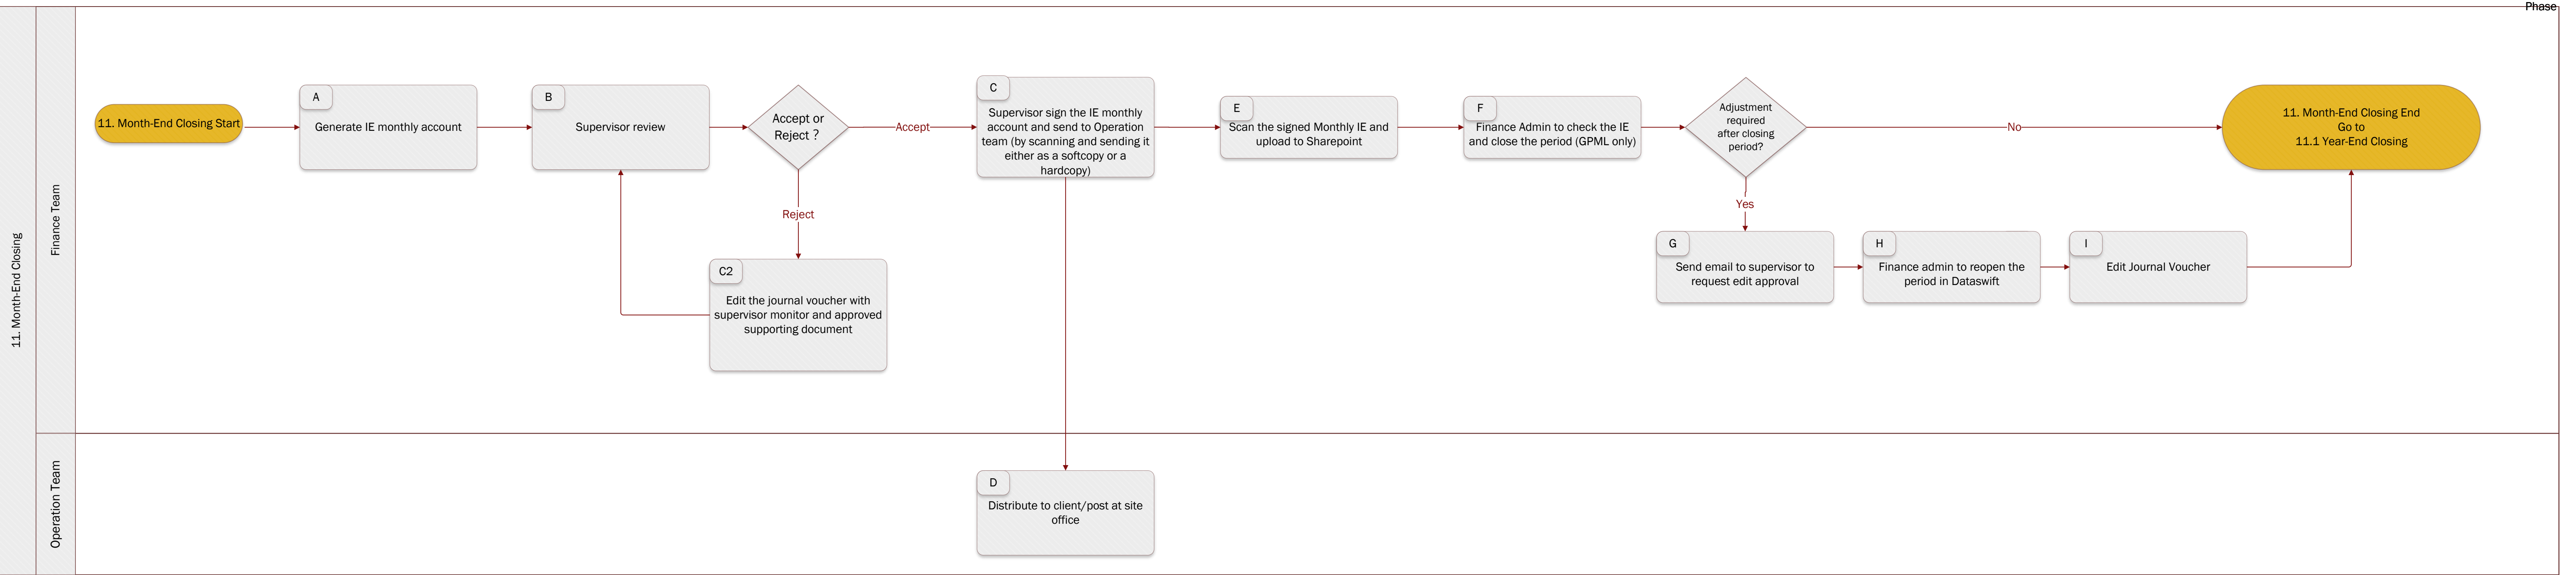 Phase
11. Month-End Closing
Finance Team
11. Month-End Closing Start
A
Generate IE monthly account
B
Supervisor review
Accept or
Reject ?
Accept
Reject
C2
Edit the journal voucher with
supervisor monitor and approved
supporting document
C
Supervisor sign the IE monthly
account and send to Operation
team (by scanning and sending it
either as a softcopy or a
hardcopy)
E
Scan the signed Monthly IE and
upload to Sharepoint
F
Finance Admin to check the IE
and close the period (GPML only)
Adjustment
required
after closing
period?
No
Yes
G
Send email to supervisor to
request edit approval
H
Finance admin to reopen the
period in Dataswift
I
Edit Journal Voucher
11. Month-End Closing End
Go to
11.1 Year-End Closing
Operation Team
D
Distribute to client/post at site
office